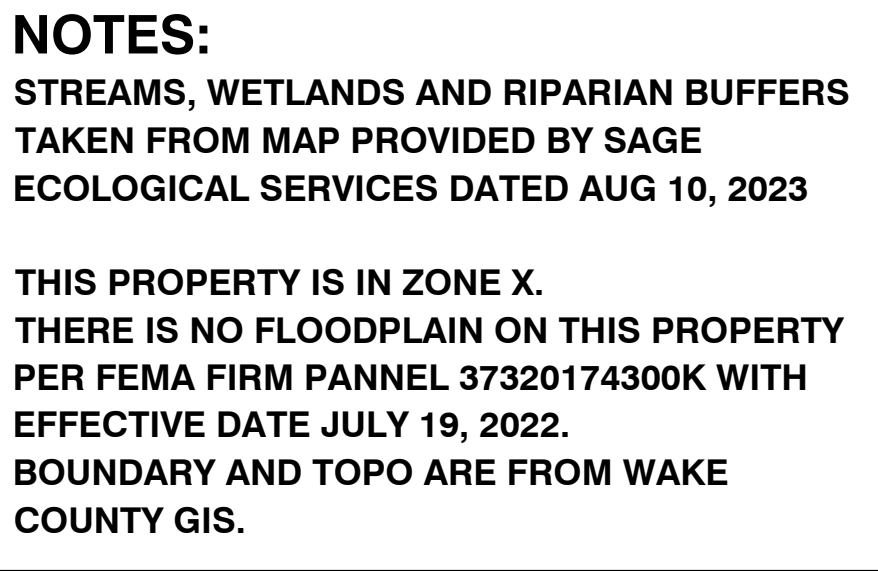 NOTES:
STREAMS, WETLANDS AND RIPARIAN BUFFERS
TAKEN FROM MAP PROVIDED BY SAGE
ECOLOGICAL SERVICES DATED AUG 10, 2023
THIS PROPERTY IS IN ZONE X.
THERE IS NO FLOODPLAIN ON THIS PROPERTY
PER FEMA FIRM PANNEL 37320174300K WITH
EFFECTIVE DATE JULY 19, 2022.
BOUNDARY AND TOPO ARE FROM WAKE
COUNTY GIS.